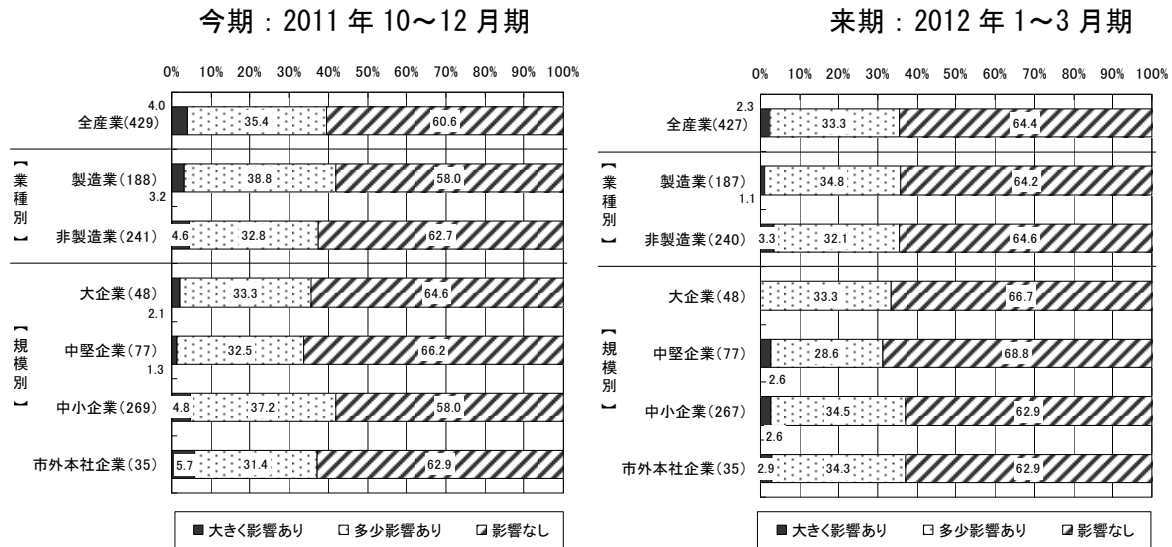 今期：2011 年 10～12 月期
0% 10% 20% 30% 40% 50% 60% 70% 80% 90% 100%
4.0
全産業(429) 35.4 60.6
【業種別】
製造業(188) 38.8 58.0
3.2
非製造業(241) 4.6 32.8 62.7
【規模別】
大企業(48) 33.3 64.6
2.1
中堅企業(77) 32.5 66.2
1.3
中小企業(269) 4.8 37.2 58.0
市外本社企業(35) 5.7 31.4 62.9
大きく影響あり 多少影響あり 影響なし
来期：2012 年 1～3 月期
0% 10% 20% 30% 40% 50% 60% 70% 80% 90% 100%
2.3
全産業(427) 33.3 64.4
【業種別】
製造業(187) 34.8 64.2
1.1
非製造業(240) 3.3 32.1 64.6
【規模別】
大企業(48) 33.3 66.7
中堅企業(77) 28.6 68.8
2.6
中小企業(267) 34.5 62.9
2.6
市外本社企業(35) 2.9 34.3 62.9
大きく影響あり 多少影響あり 影響なし